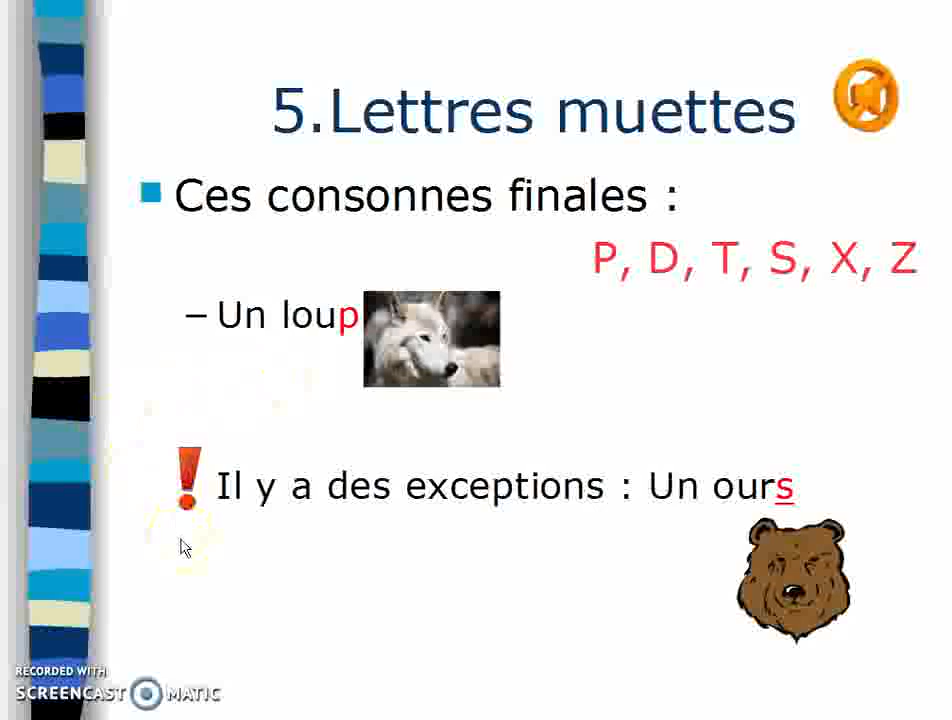 5.Lettres muettes
Ces consonnes finales :
P, D, T, S, X, Z
– Un loup
Il y a des exceptions : Un ours
RECORDED WITH
SCREENCAST MATIC